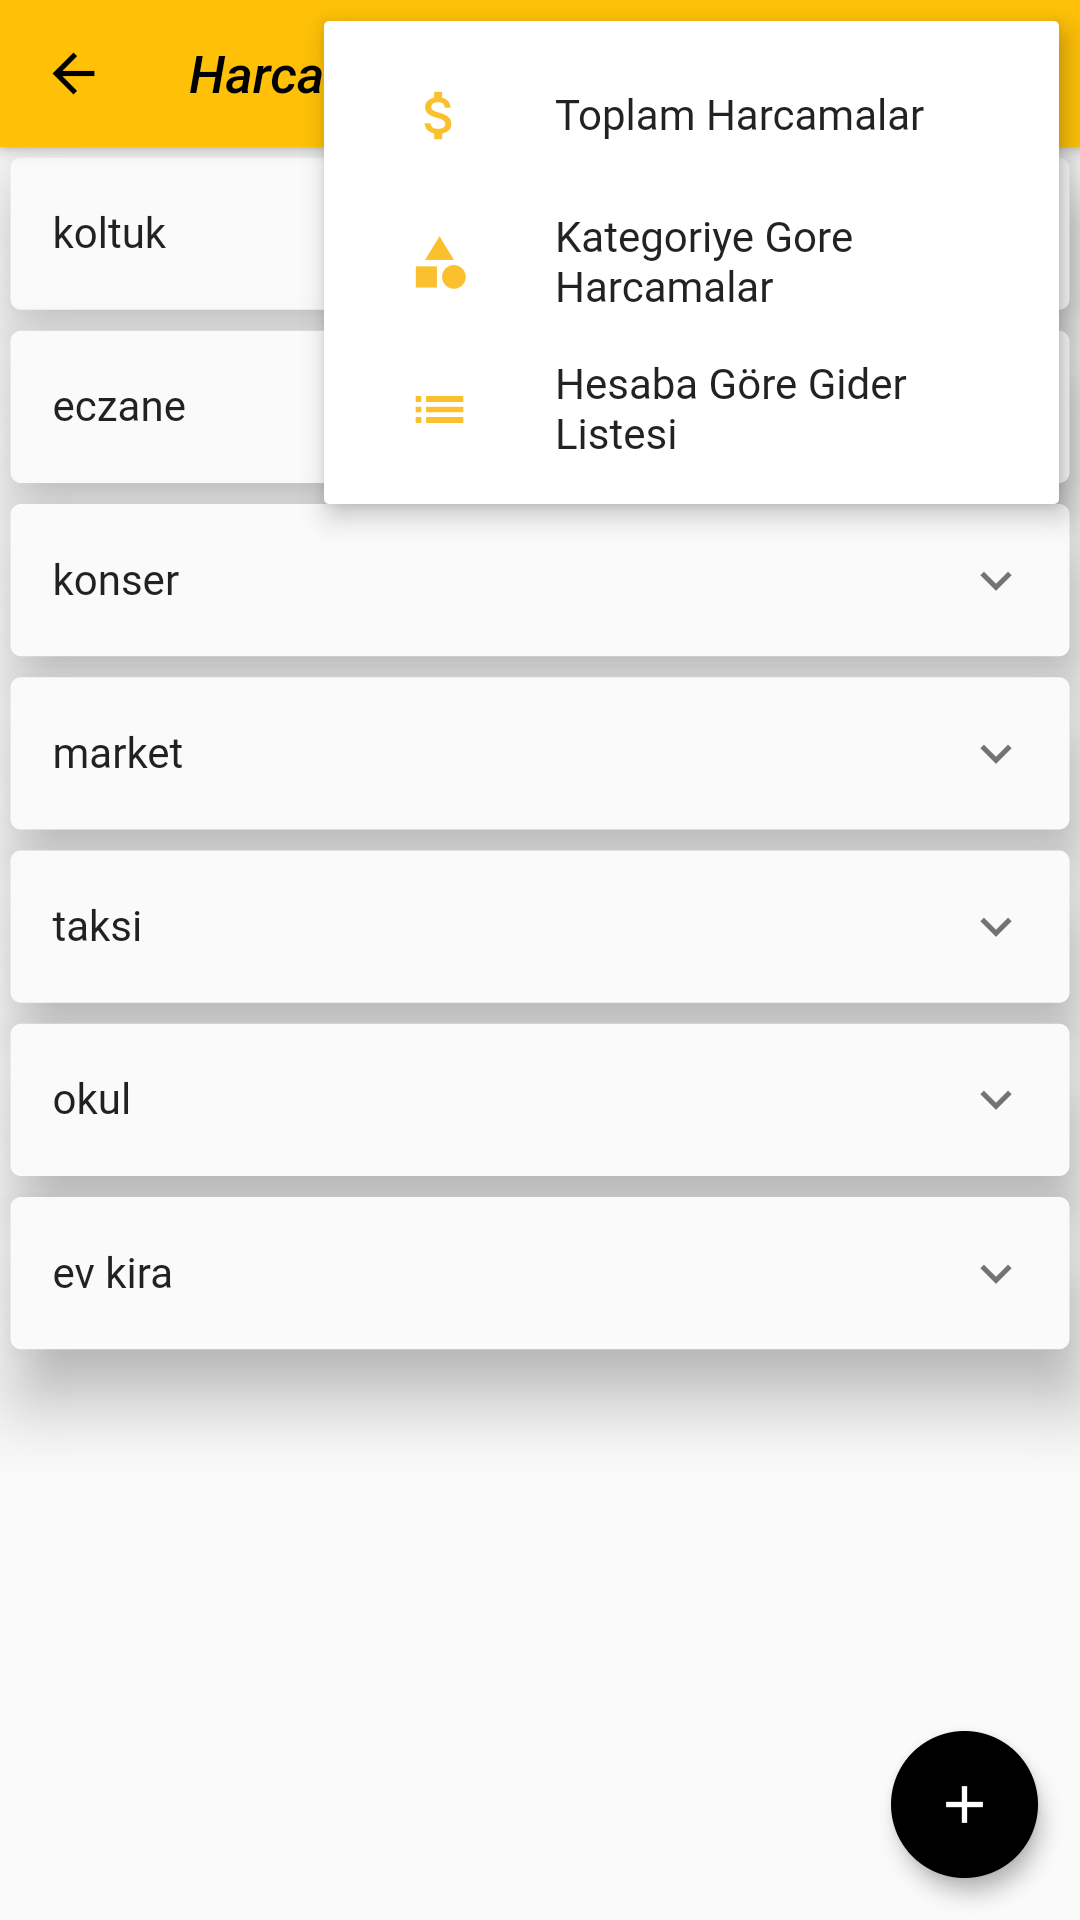 Harca
Toplam Harcamalar
Kategoriye Gore
Harcamalar
Hesaba Göre Gider
Listesi
koltuk
eczane
konser
market
taksi
okul
ev kira